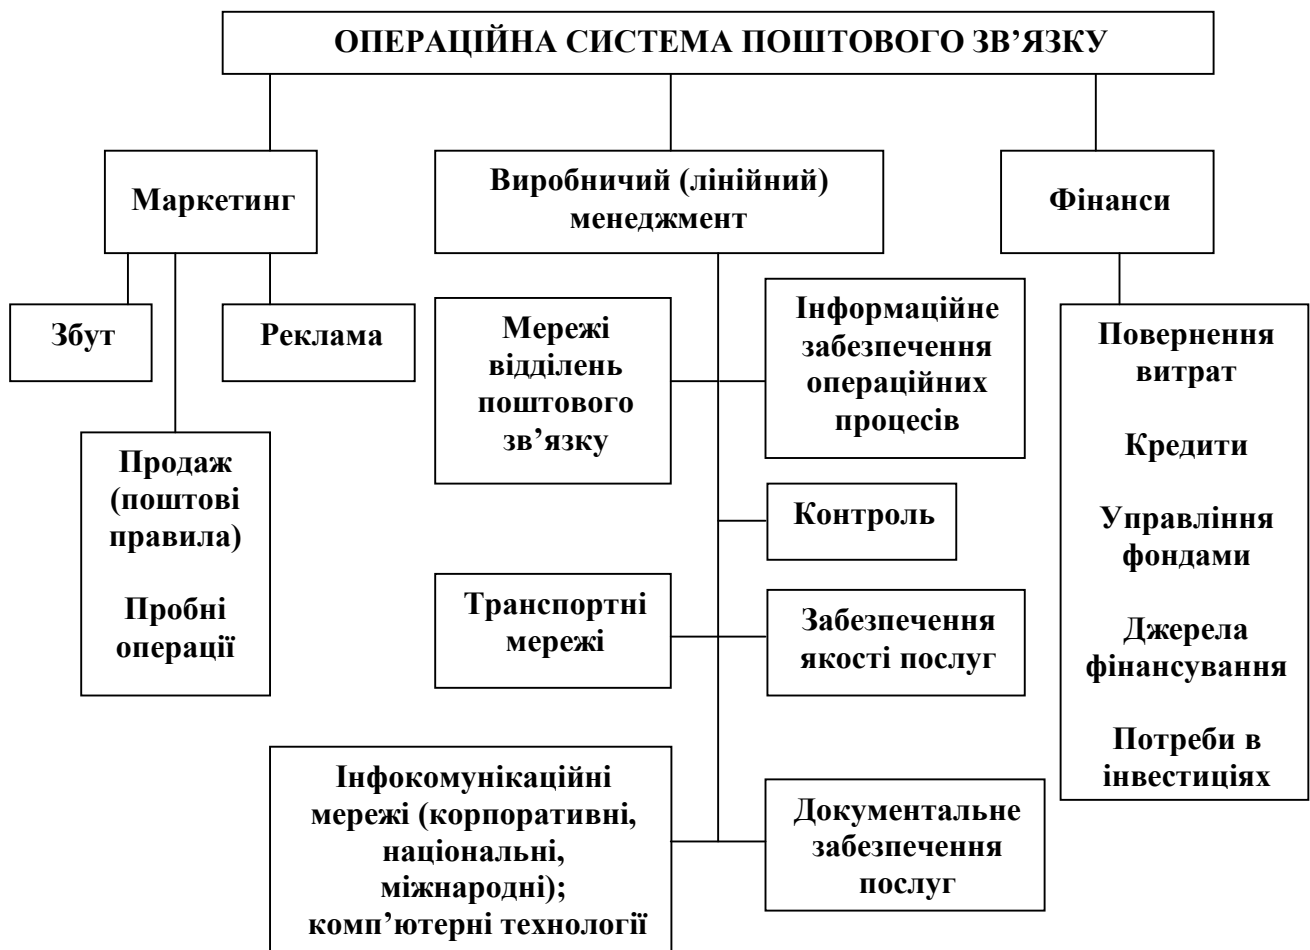 ОПЕРАЦІЙНА СИСТЕМА ПОШТОВОГО ЗВ’ЯЗКУ
Маркетинг
Виробничий (лінійний)
менеджмент
Фінанси
Збут
Реклама
Продаж
(поштові
правила)
Пробні
операції
Мережі
відділень
поштового
зв’язку
Інформаційне
забезпечення
операційних
процесів
Контроль
Транспортні
мережі
Забезпечення
якості послуг
Інфокомунікаційні
мережі (корпоративні,
національні,
міжнародні);
комп’ютерні технології
Документальне
забезпечення
послуг
Повернення
витрат
Кредити
Управління
фондами
Джерела
фінансування
Потреби в
інвестиціях